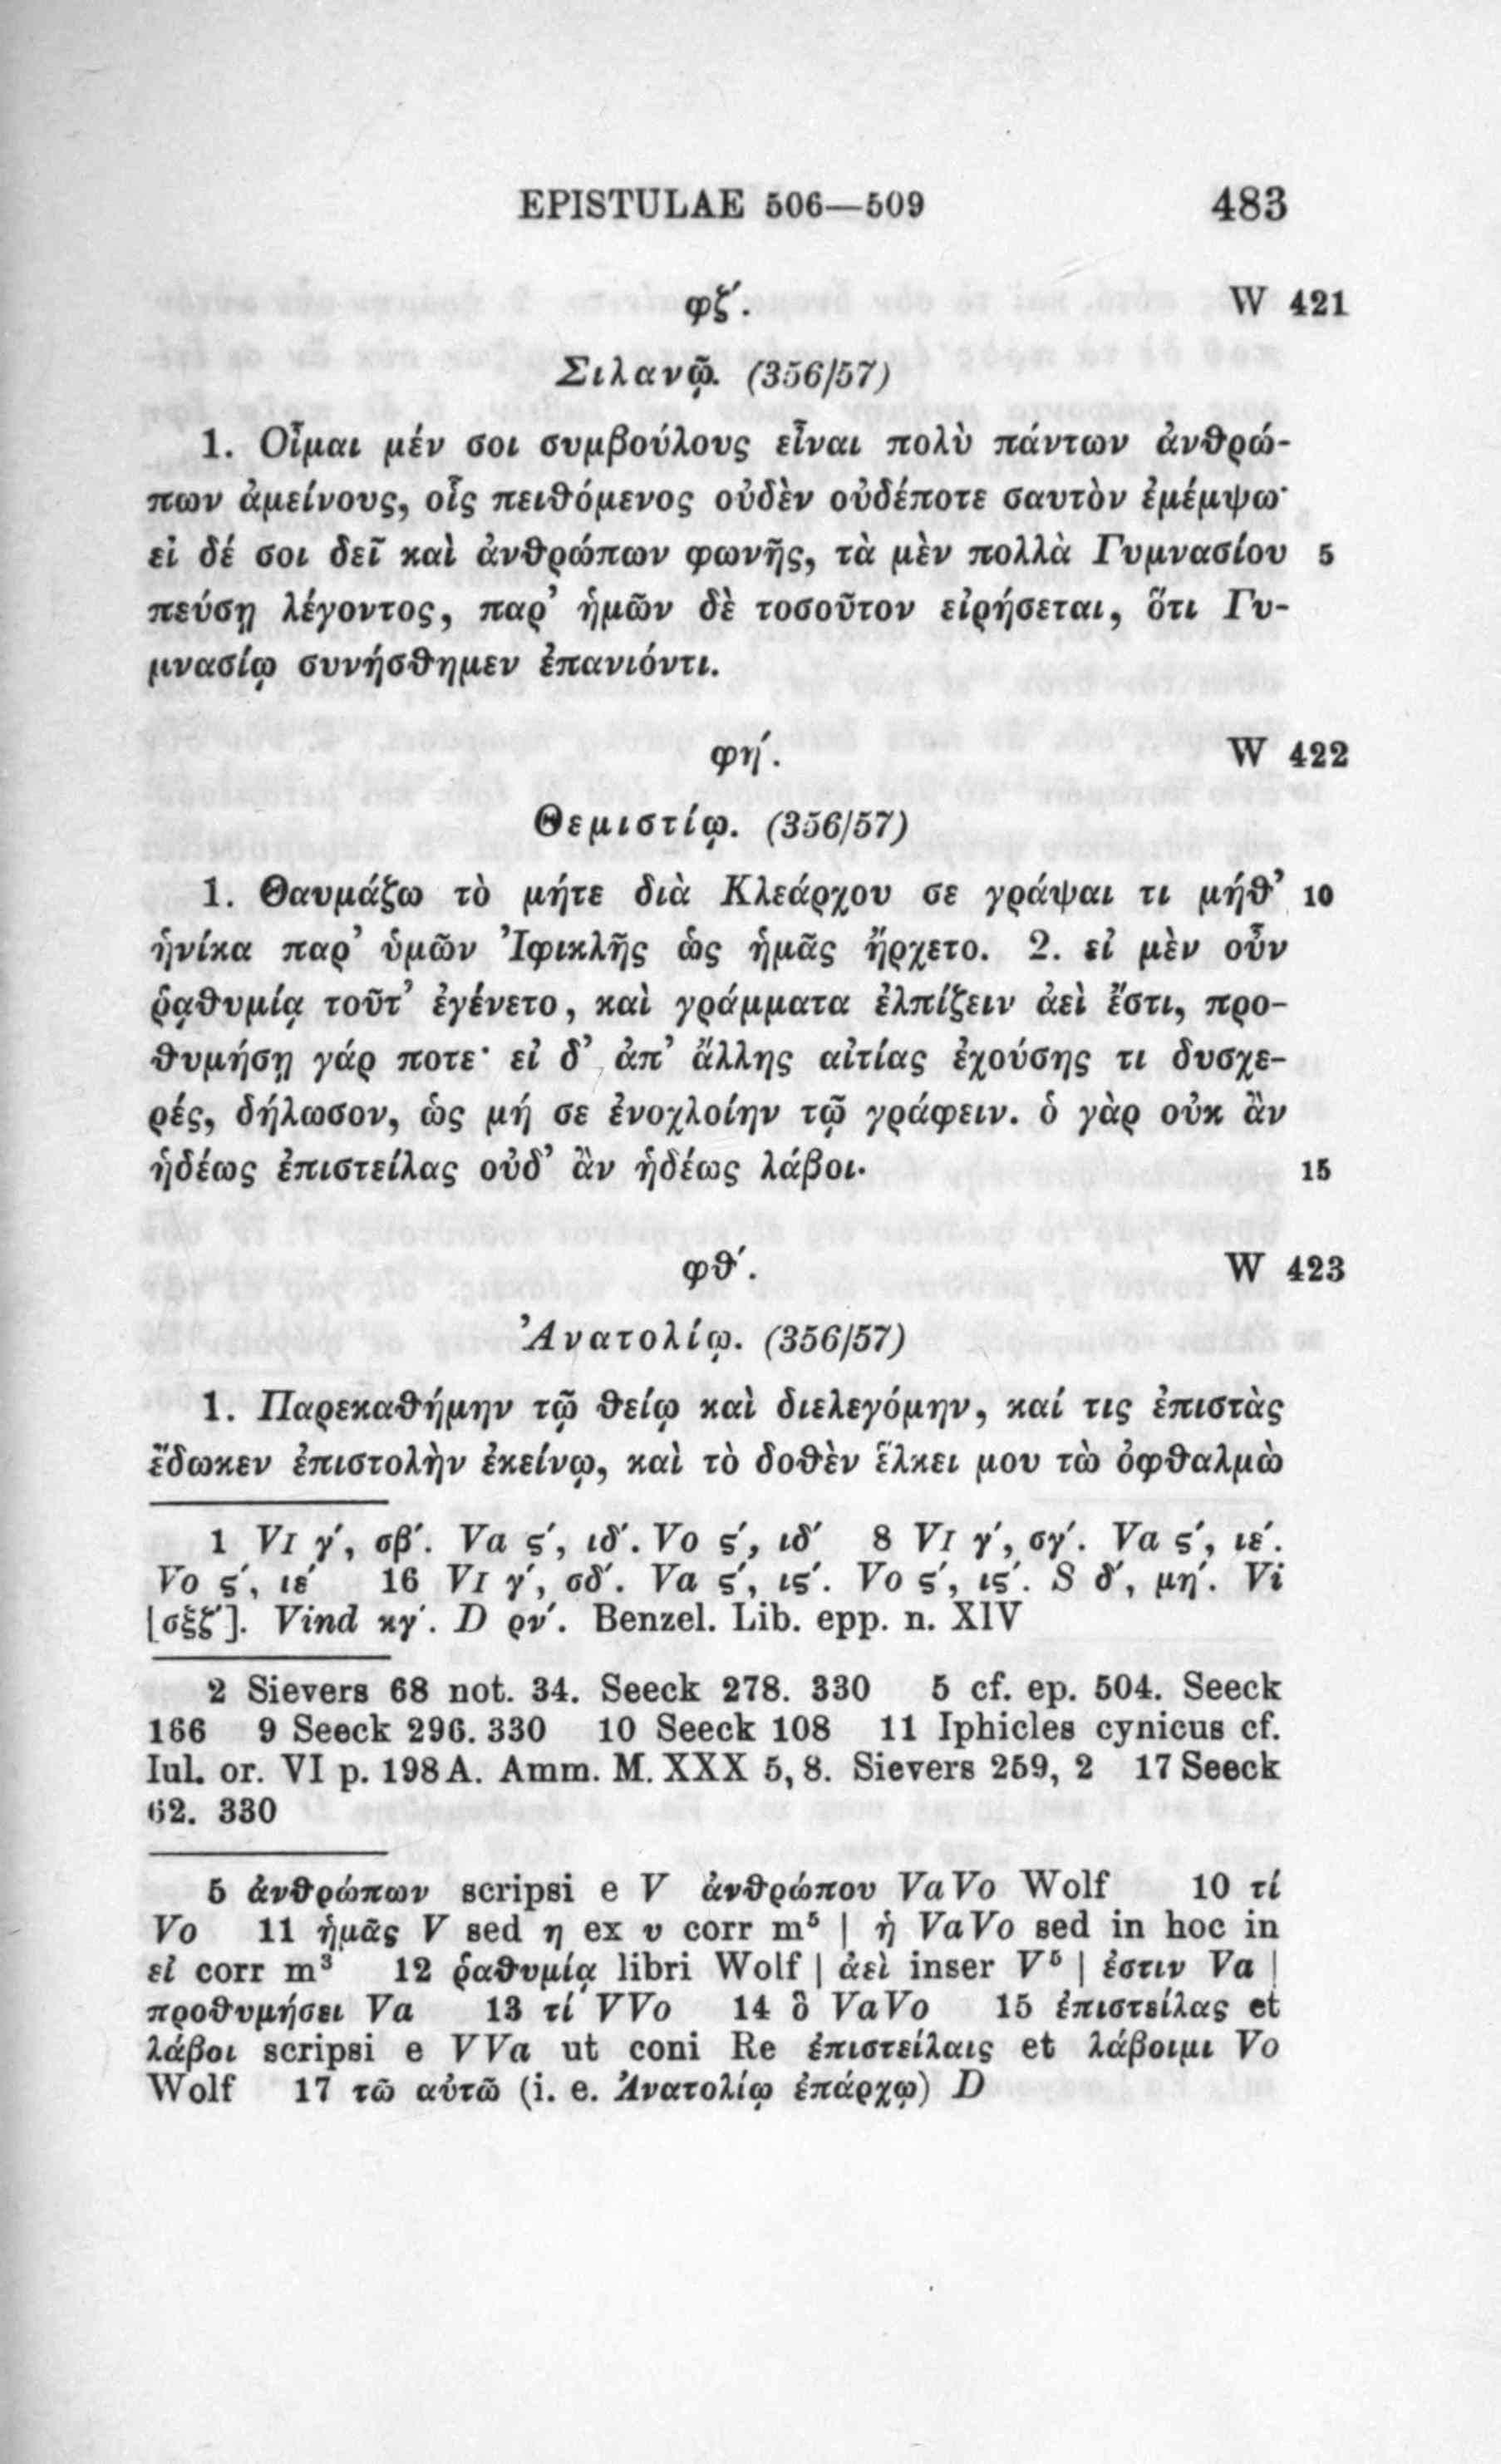 EPISTULAE 506—509 483
φζ΄. W 421
Σιλανῷ. (356/57)
1. Οἶμαι μέν σοι συμβούλους εἶναι πολὺ πάντων ἀνθρώ-
πων ἀμείνους, οἷς πειθόμενος οὐδὲν οὐδέποτε σαυτὸν ἐμέμψω·
εἰ δέ σοι δεῖ καὶ ἀνθρώπων φωνῆς, τὰ μὲν πολλὰ Γυμνασίου 5
πεύσῃ λέγοντος, παρ’ ἡμῶν δὲ τοσοῦτον εἰρήσεται, ὅτι Γυ-
μνασίῳ συνήσθημεν ἐπανιόντι.
φη΄. W 422
Θεμιστίῳ. (356/57)
1. Θαυμάζω τὸ μήτε διὰ Κλεάρχου σε γράψαι τι μήθ’ 10
ἡνίκα παρ’ ὑμῶν Ἰφικλῆς ὡς ἡμᾶς ἤρχετο. 2. εἰ μὲν οὖν
ῥᾳθυμίᾳ τοῦτ’ ἐγένετο, καὶ γράμματα ἐλπίζειν ἀεὶ ἔστι, προ-
θυμήσῃ γάρ ποτε· εἰ δ’ ἀπ’ ἄλλης αἰτίας ἐχούσης τι δυσχε-
ρές, δήλωσον, ὡς μή σε ἐνοχλοίην τῷ γράφειν. ὁ γὰρ οὐκ ἂν
ἡδέως ἐπιστείλας οὐδ’ ἂν ἡδέως λάβοι. 15
φθ΄. W 423
Ἀνατολίῳ. (356/57)
1. Παρεκαθήμην τῷ θείῳ καὶ διελεγόμην, καί τις ἐπιστὰς
ἔδωκεν ἐπιστολὴν ἐκείνῳ, καὶ τὸ δοθὲν ἕλκει μου τὼ ὀφθαλμὼ
1 VI γ΄, σβ΄. Va ς΄, ιδ΄. Vo ς΄, ιδ΄ 8 VI γ΄, σγ΄. Va ς΄, ιε΄.
Vo ς΄, ιε΄ 16 VI γ΄, σδ΄. Va ς΄, ις΄. Vo ς΄, ις΄. S δ΄, μη΄. Vi
[σξζ΄]. Vind κγ΄. D ρν΄. Benzel. Lib. epp. n. XIV
2 Sievers 68 not. 34. Seeck 278. 330 5 cf. ep. 504. Seeck
166 9 Seeck 296. 330 10 Seeck 108 11 Iphicles cynicus cf.
Iul. or. VI p. 198 A. Amm. M. XXX 5, 8. Sievers 259, 2 17 Seeck
62. 330
5 ἀνθρώπων scripsi e V ἀνθρώπου Va Vo Wolf 10 τί
Vo 11 ἡμᾶς V sed η ex υ corr m⁵ | ἡ Va Vo sed in hoc in
εἰ corr m³ 12 ῥαθυμίᾳ libri Wolf | ἀεὶ inser V⁵ | ἐστιν Va |
προθυμήσει Va 13 τί V Vo 14 ὃ Va Vo 15 ἐπιστείλας et
λάβοι scripsi e V Va ut coni Re ἐπιστείλαις et λάβοιμι Vo
Wolf 17 τῶ αὐτῶ (i. e. Ἀνατολίῳ ἐπάρχῳ) D